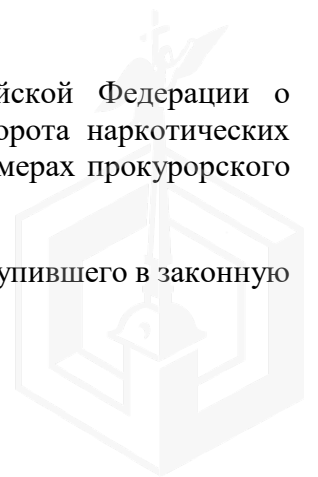 йской Федерации о
орота наркотических
мерах прокурорского
упившего в законную